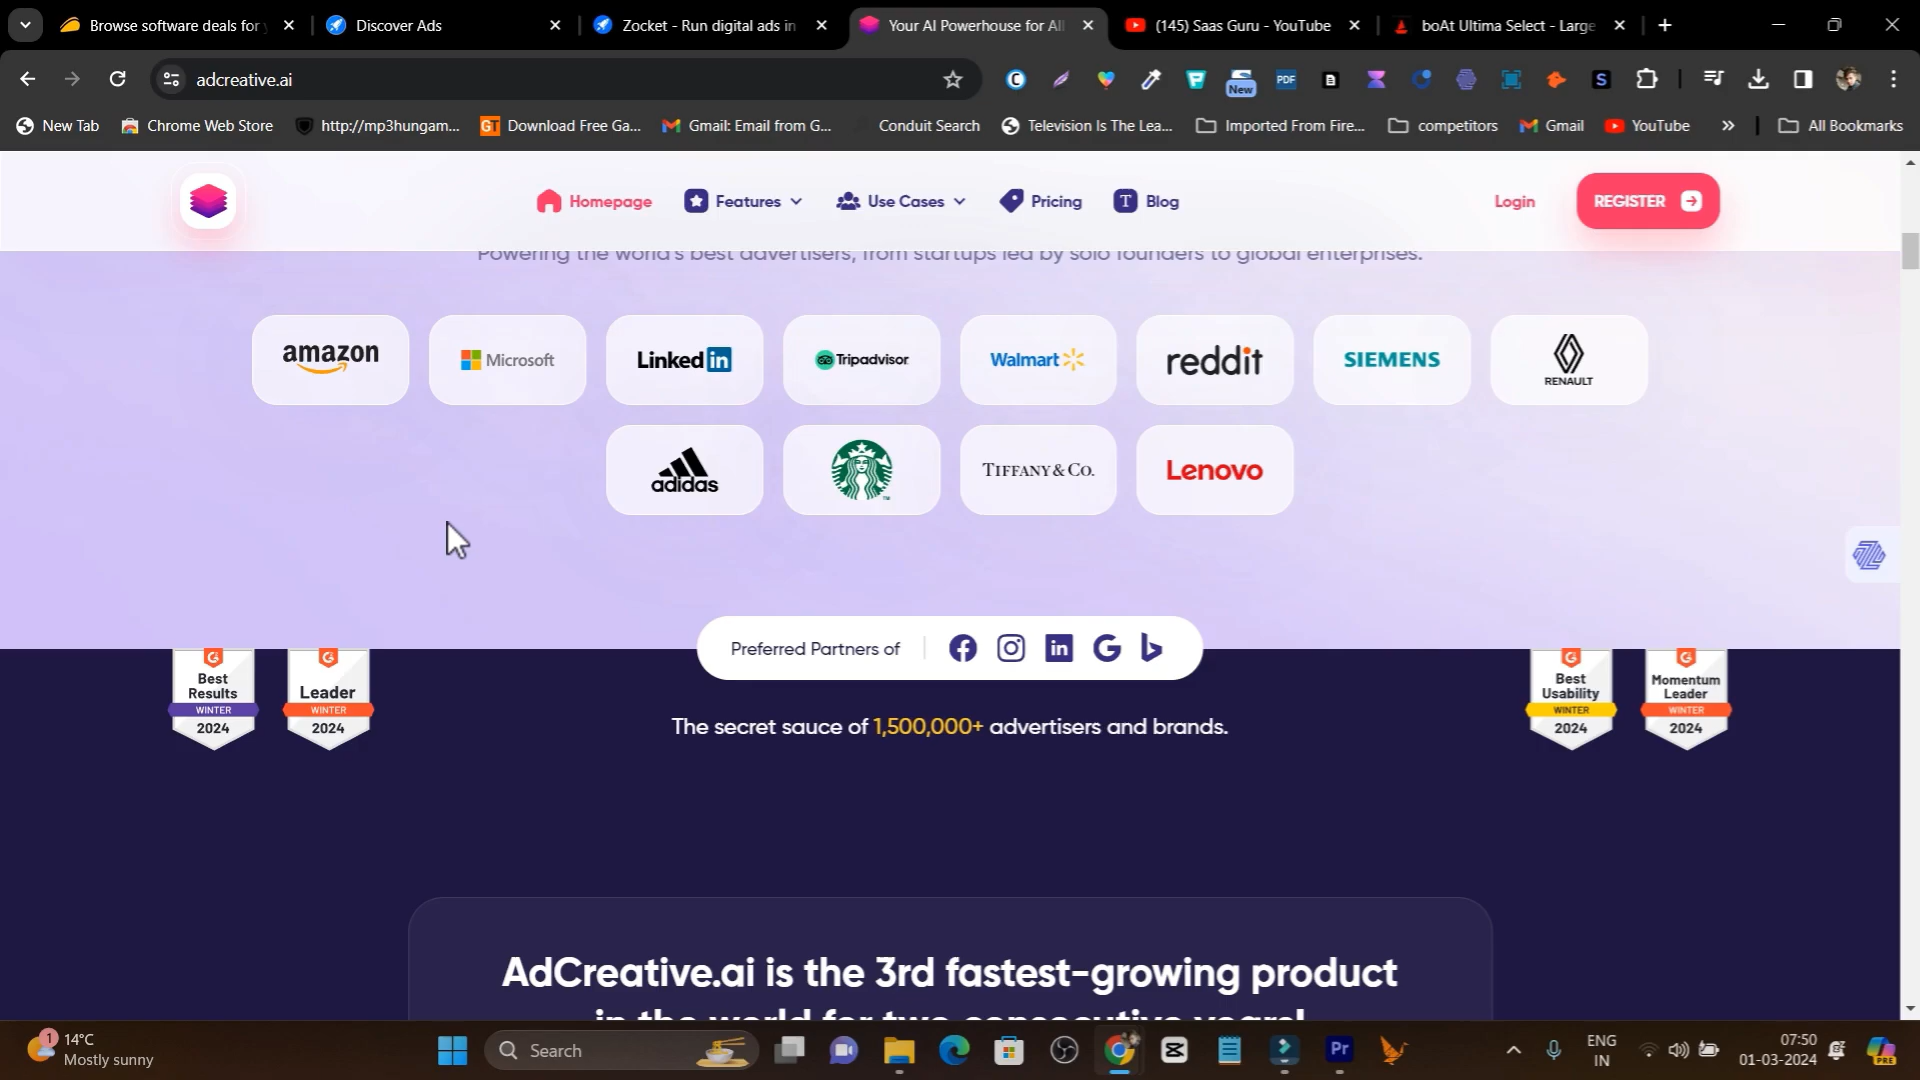 Browse software deals for y
Discover Ads
Zocket - Run digital ads in
Your AI Powerhouse for All
(145) Saas Guru - YouTube
boAt Ultima Select - Large
adcreative.ai
New
PDF
New Tab
Chrome Web Store
http://mp3hungam...
GT
Download Free Ga...
Gmail: Email from G...
Conduit Search
Television Is The Lea...
Imported From Fire...
competitors
Gmail
YouTube
All Bookmarks
Homepage
Features
Use Cases
Pricing
T Blog
Login
REGISTER
Powering the world's best advertisers, from startups led by solo founders to global enterprises.
amazon
Microsoft
Linkedin
Tripadvisor
Walmart
reddit
SIEMENS
RENAULT
adidas
TIFFANY & CO.
Lenovo
Preferred Partners of
Best
Results
WINTER
2024
Leader
WINTER
2024
The secret sauce of 1,500,000+ advertisers and brands.
Best
Usability
WINTER
2024
Momentum
Leader
WINTER
2024
AdCreative.ai is the 3rd fastest-growing product
in the world for two consecutive years!
1
14°C
Mostly sunny
Search
Pr
ENG
IN
07:50
01-03-2024
PRE